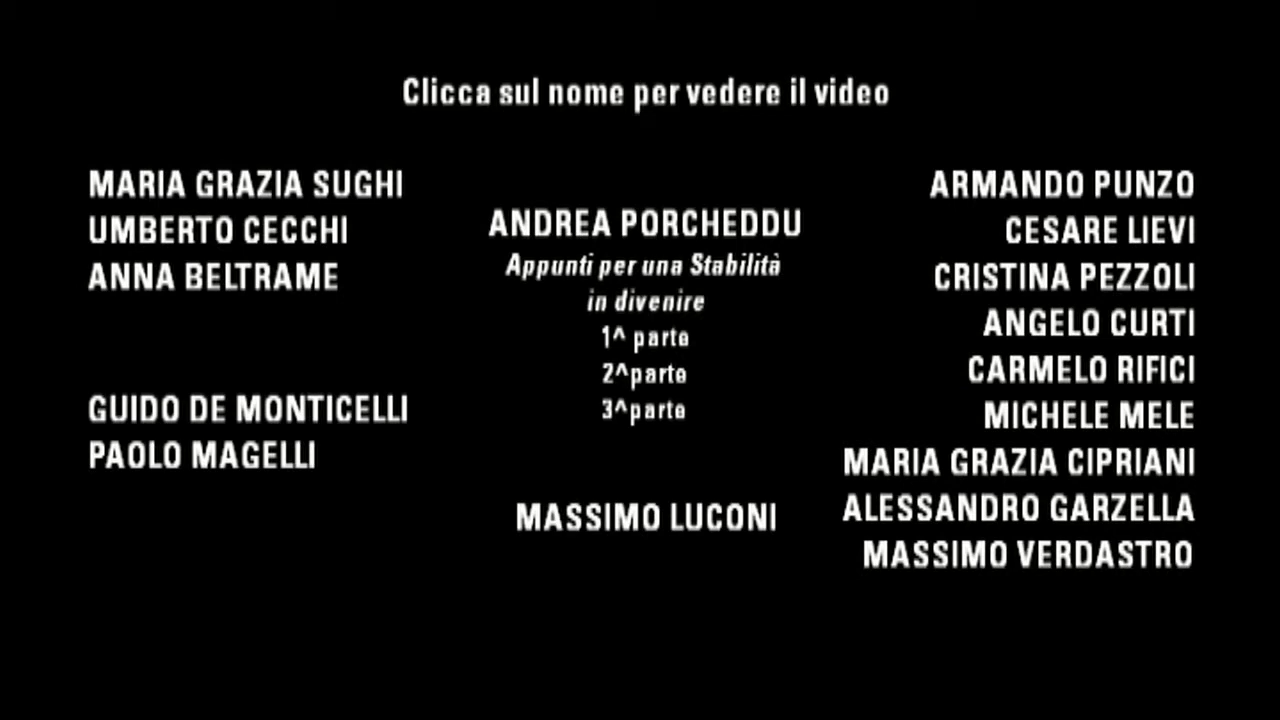 Clicca sul nome per vedere il video
MARIA GRAZIA SUGHI
UMBERTO CECCHI
ANNA BELTRAME
GUIDO DE MONTICELLI
PAOLO MAGELLI
ANDREA PORCHEDDU
Appunti per una Stabilità
in divenire
1^ parte
2^parte
3^parte
MASSIMO LUCONI
ARMANDO PUNZO
CESARE LIEVI
CRISTINA PEZZOLI
ANGELO CURTI
CARMELO RIFICI
MICHELE MELE
MARIA GRAZIA CIPRIANI
ALESSANDRO GARZELLA
MASSIMO VERDASTRO